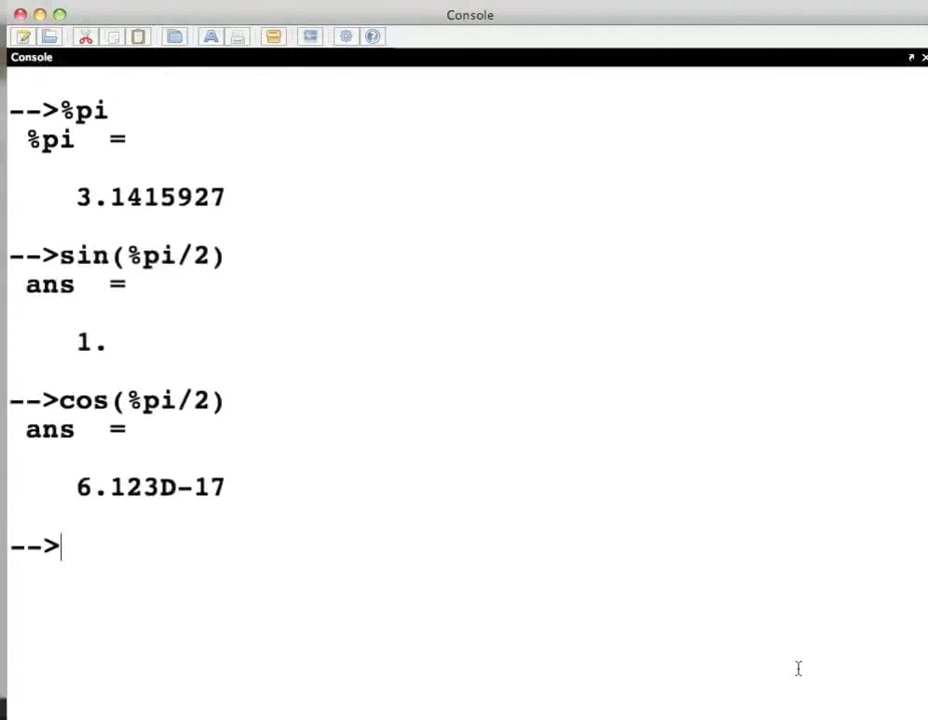 Console
Console
-->%pi
%pi =
3.1415927
-->sin(%pi/2)
ans =
1.
-->cos(%pi/2)
ans =
6.123D-17
-->